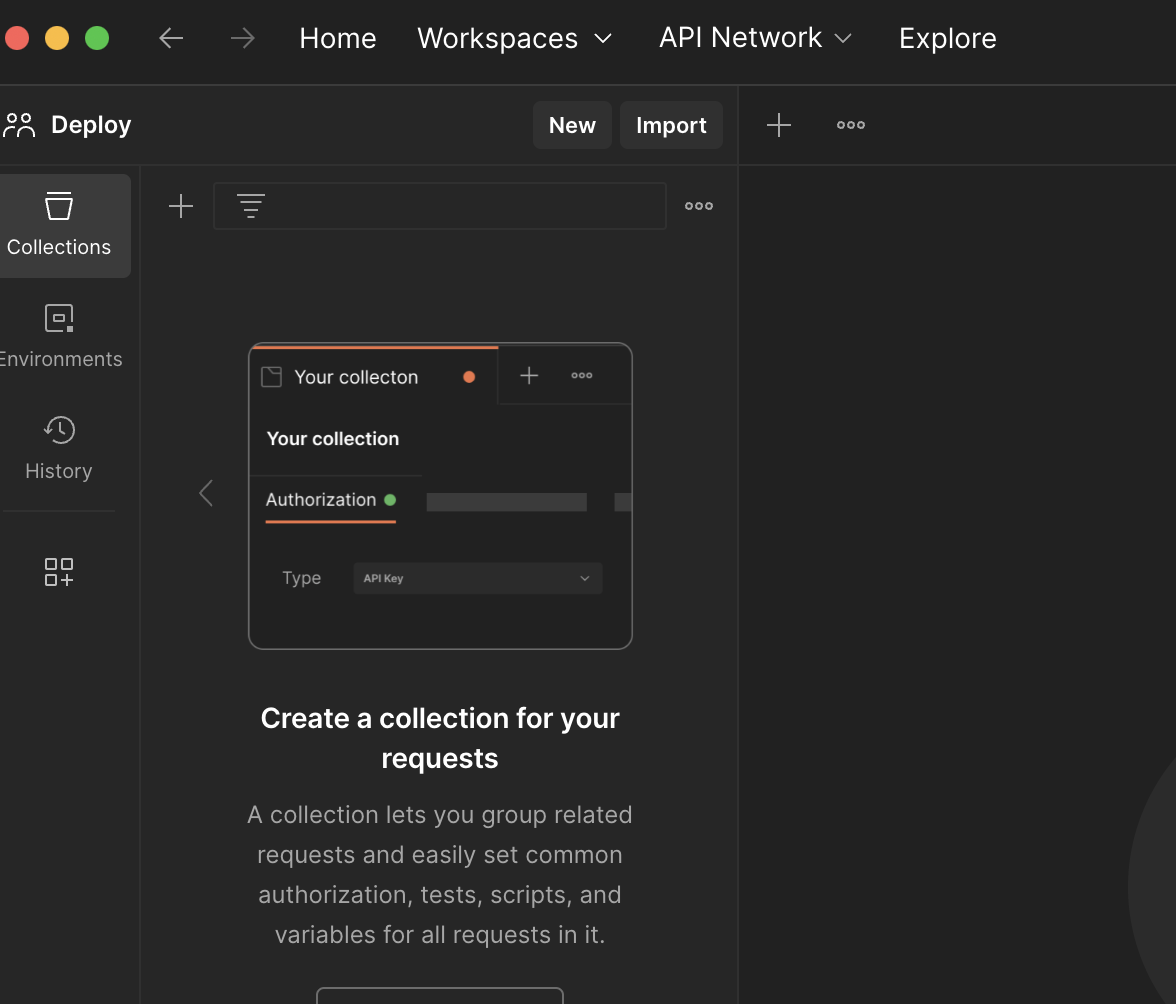 Home Workspaces API Network Explore
Deploy New Import
Collections
Environments
History
Your collecton
Your collection
Authorization
Type API Key
Create a collection for your
requests
A collection lets you group related
requests and easily set common
authorization, tests, scripts, and
variables for all requests in it.